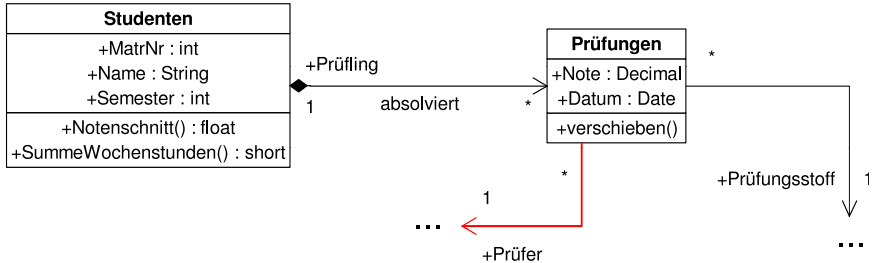 Studenten
+MatrNr : int
+Name : String
+Semester : int
+Notenschnitt() : float
+SummeWochenstunden() : short
+Prüfling
1
absolviert
*
Prüfungen
+Note : Decimal
+Datum : Date
+verschieben()
*
*
1
...
+Prüfer
+Prüfungsstoff
1
...